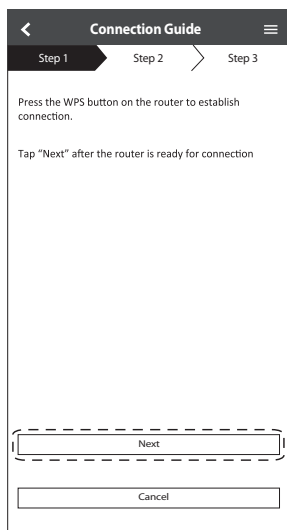 Connection Guide
Step 1 Step 2 Step 3
Press the WPS button on the router to establish
connection.
Tap “Next” after the router is ready for connection
Next
Cancel